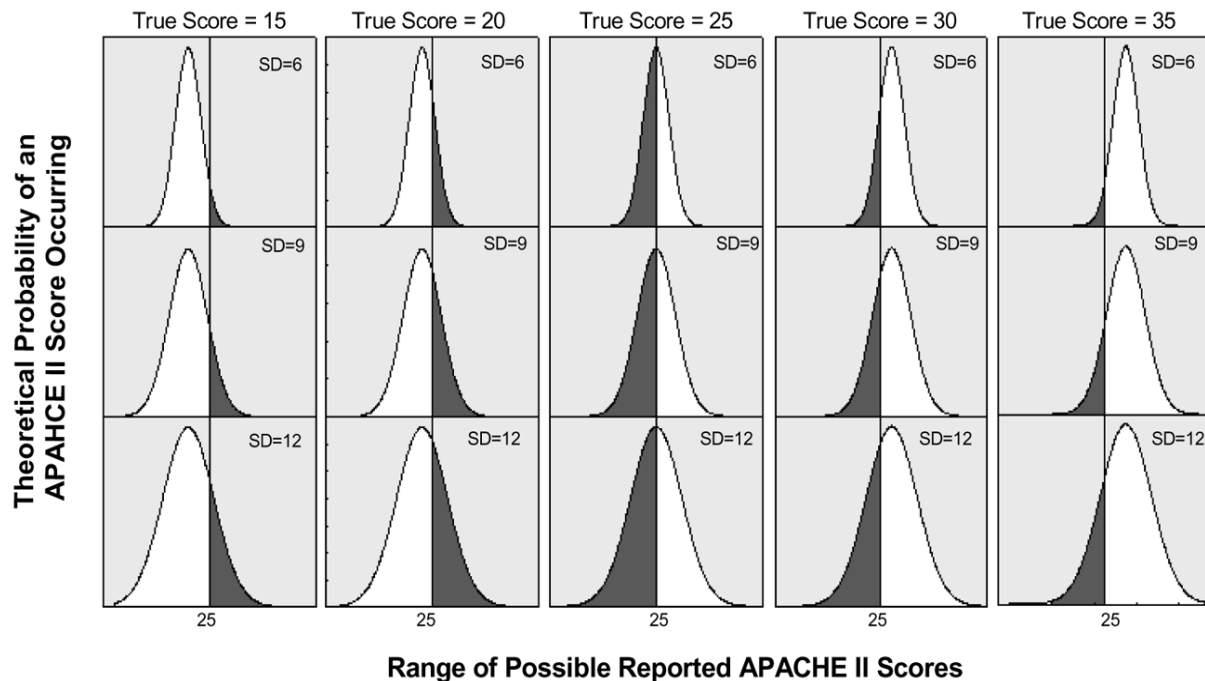 True Score = 15
True Score = 20
True Score = 25
True Score = 30
True Score = 35
SD=6
SD=6
SD=6
SD=6
SD=6
SD=9
SD=9
SD=9
SD=9
SD=9
SD=12
SD=12
SD=12
SD=12
SD=12
Theoretical Probability of an
APAHCE II Score Occurring
25
25
25
25
25
Range of Possible Reported APACHE II Scores